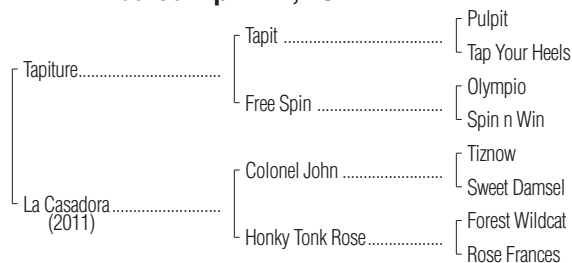 Pulpit
Tapit
Tap Your Heels
Tapiture
Olympio
Free Spin
Spin n Win
Tiznow
Colonel John
Sweet Damsel
La Casadora
(2011)
Forest Wildcat
Honky Tonk Rose
Rose Frances